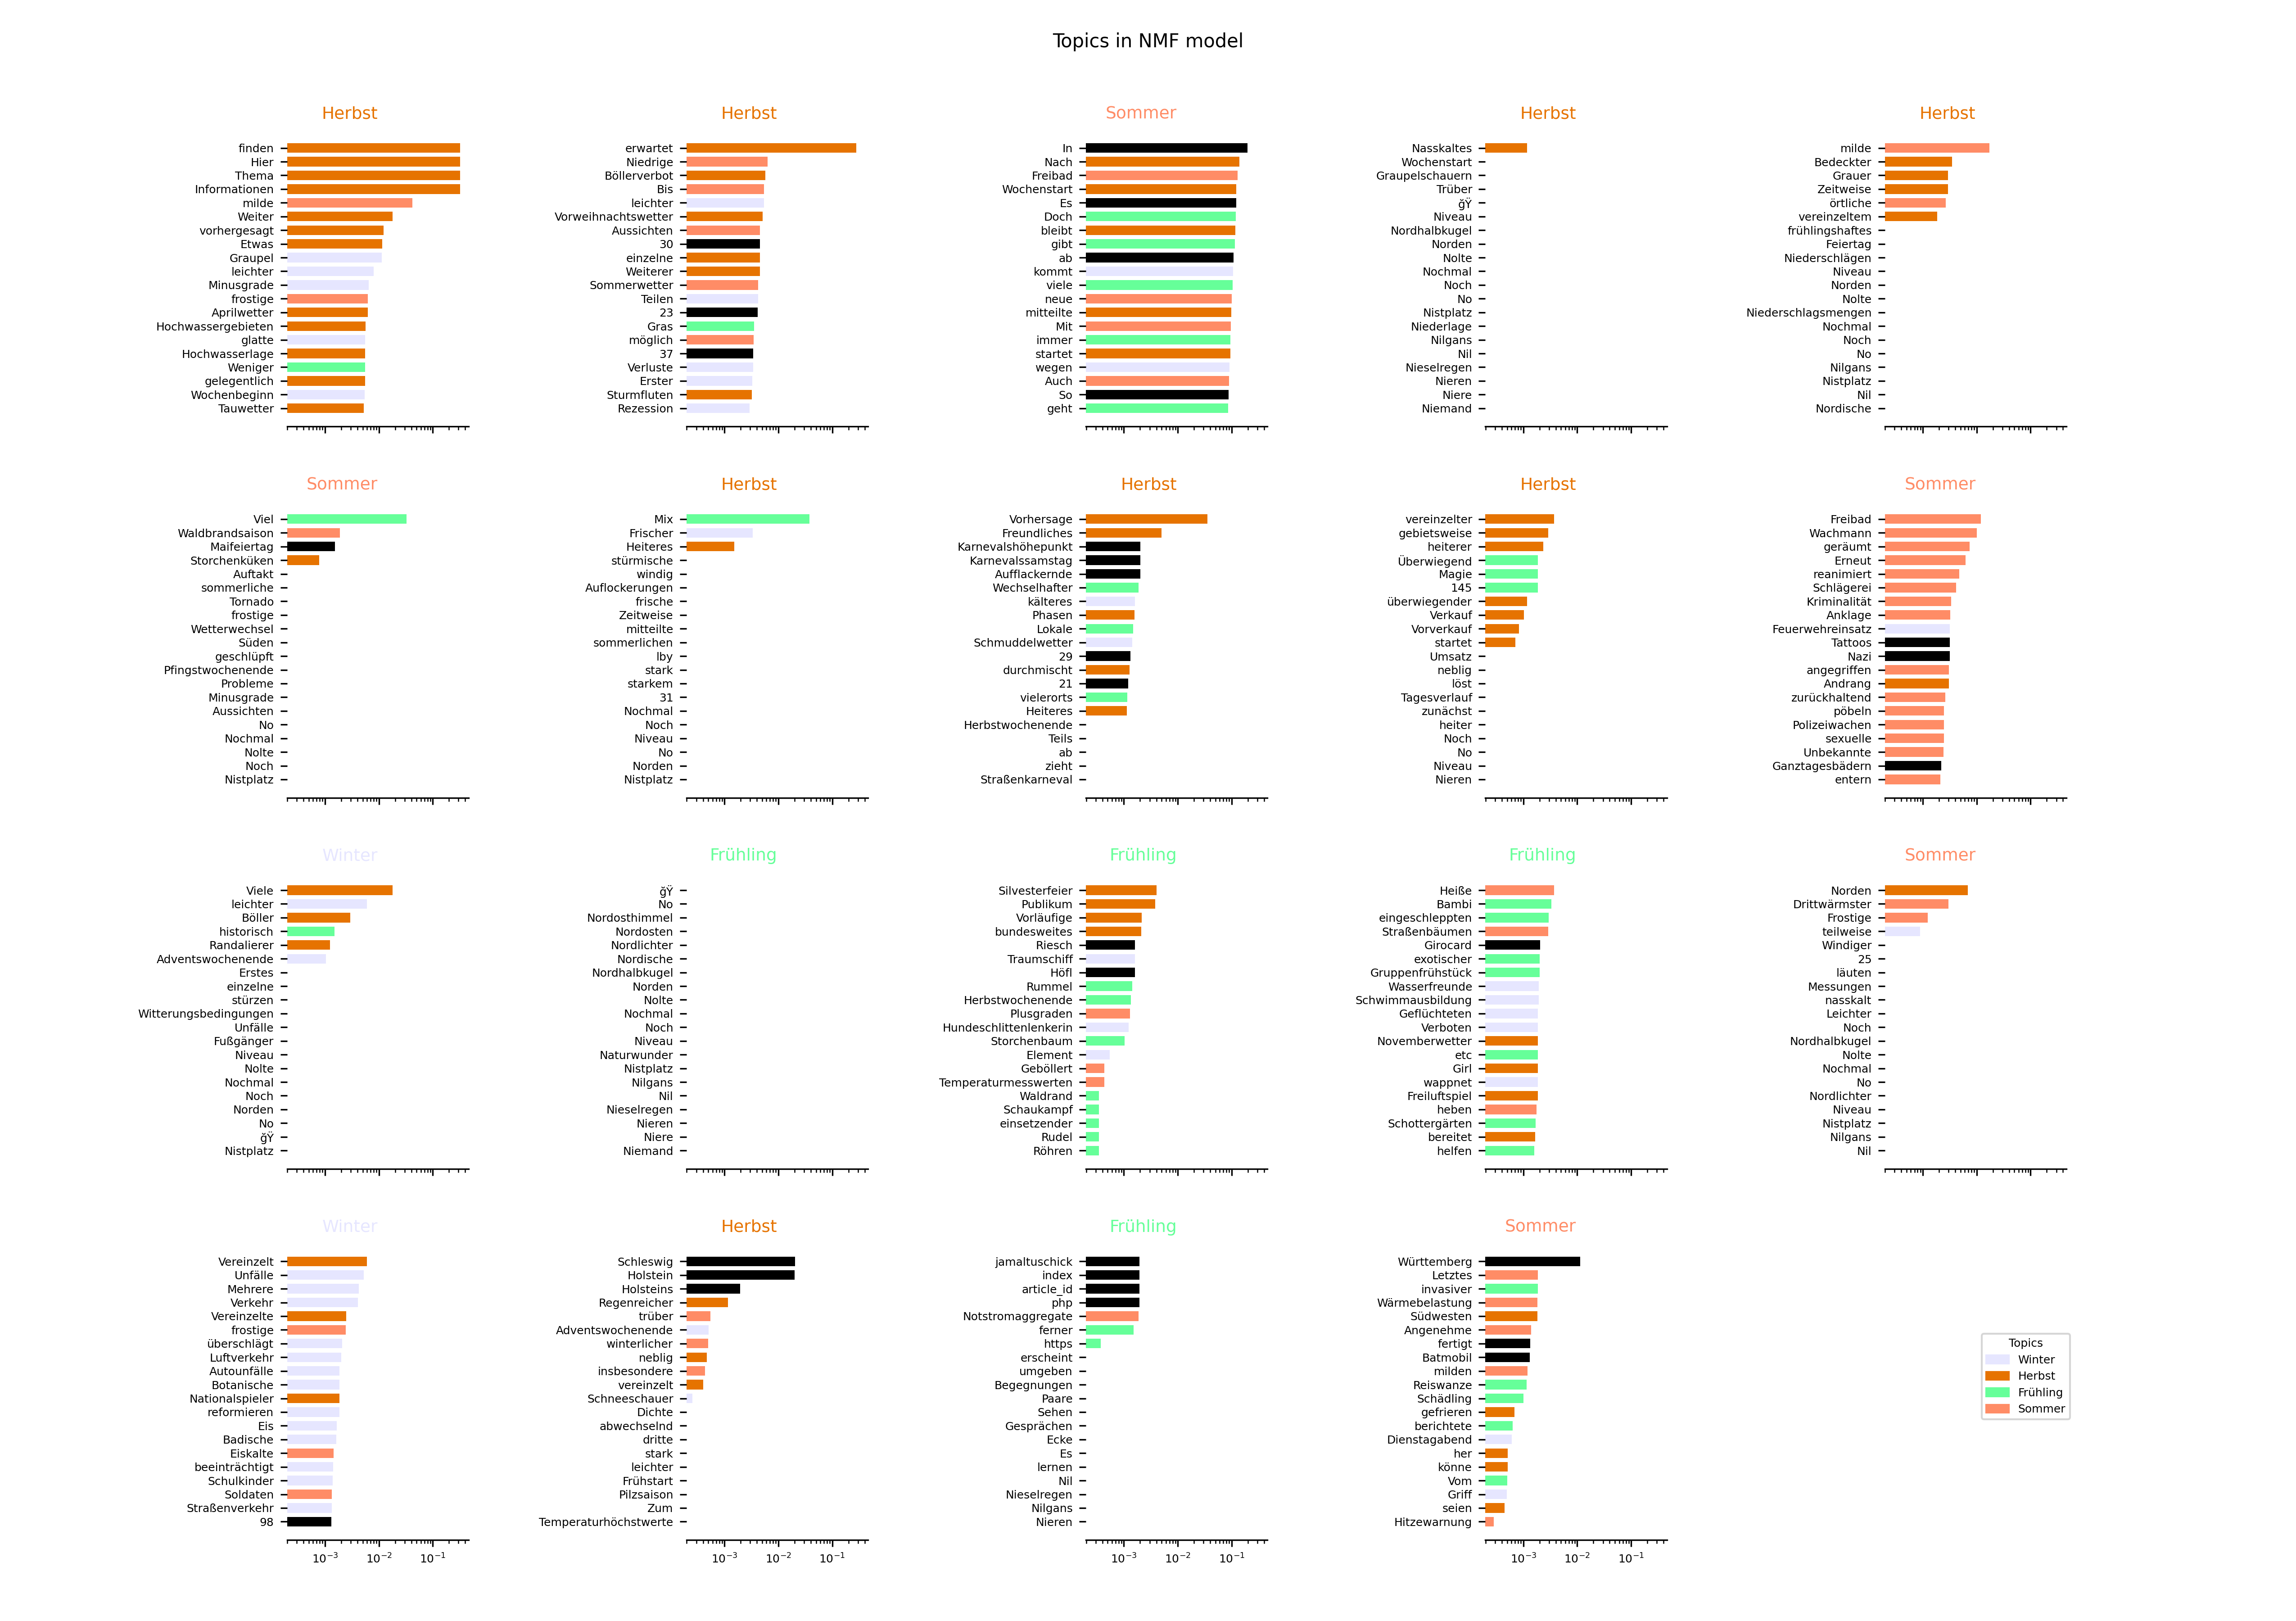 Topics in NMF model
Herbst
finden
Hier
Thema
Informationen
milde
Weiter
vorhergesagt
Etwas
Graupel
leichter
Minusgrade
frostige
Aprilwetter
Hochwassergebieten
glatte
Hochwasserlage
Weniger
gelegentlich
Wochenbeginn
Tauwetter
Herbst
erwartet
Niedrige
Böllerverbot
Bis
leichter
Vorweihnachtswetter
Aussichten
30
einzelne
Weiterer
Sommerwetter
Teilen
23
Gras
möglich
37
Verluste
Erster
Sturmfluten
Rezession
Sommer
In
Nach
Freibad
Wochenstart
Es
Doch
bleibt
gibt
ab
kommt
viele
neue
mitteilte
Mit
immer
startet
wegen
Auch
So
geht
Herbst
Nasskaltes
Wochenstart
Graupelschauern
Trüber
ğŸ
Niveau
Nordhalbkugel
Norden
Nolte
Nochmal
Noch
No
Nistplatz
Niederlage
Nilgans
Nil
Nieselregen
Nieren
Niere
Niemand
Herbst
milde
Bedeckter
Grauer
Zeitweise
örtliche
vereinzeltem
frühlingshaftes
Feiertag
Niederschlägen
Niveau
Norden
Nolte
Niederschlagsmengen
Nochmal
Noch
No
Nilgans
Nistplatz
Nil
Nordische
Sommer
Viel
Waldbrandsaison
Maifeiertag
Storchenküken
Auftakt
sommerliche
Tornado
frostige
Wetterwechsel
Süden
geschlüpft
Pfingstwochenende
Probleme
Minusgrade
Aussichten
No
Nochmal
Nolte
Noch
Nistplatz
Herbst
Mix
Frischer
Heiteres
stürmische
windig
Auflockerungen
frische
Zeitweise
mitteilte
sommerlichen
lby
stark
starkem
31
Nochmal
Noch
Niveau
No
Norden
Nistplatz
Herbst
Vorhersage
Freundliches
Karnevalshöhepunkt
Karnevalssamstag
Aufflackernde
Wechselhafter
kälteres
Phasen
Lokale
Schmuddelwetter
29
durchmischt
21
vielerorts
Heiteres
Herbstwochenende
Teils
ab
zieht
Straßenkarneval
Herbst
vereinzelter
gebietsweise
heiterer
Überwiegend
Magie
145
überwiegender
Verkauf
Vorverkauf
startet
Umsatz
neblig
löst
Tagesverlauf
zunächst
heiter
Noch
No
Niveau
Nieren
Sommer
Freibad
Wachmann
geräumt
Erneut
reanimiert
Schlägerei
Kriminalität
Anklage
Feuerwehreinsatz
Tattoos
Nazi
angegriffen
Andrang
zurückhaltend
pöbeln
Polizeiwachen
sexuelle
Unbekannte
Ganztagesbädern
entern
Winter
Viele
leichter
Böller
historisch
Randalierer
Adventswochenende
Erstes
einzelne
stürzen
Witterungsbedingungen
Unfälle
Fußgänger
Niveau
Nolte
Nochmal
Noch
Norden
No
ğŸ
Nistplatz
Frühling
ğŸ
No
Nordosthimmel
Nordosten
Nordlichter
Nordische
Nordhalbkugel
Norden
Nolte
Nochmal
Noch
Niveau
Naturwunder
Nistplatz
Nilgans
Nil
Nieselregen
Nieren
Niere
Niemand
Frühling
Silvesterfeier
Publikum
Vorläufige
bundesweites
Riesch
Traumschiff
Höfl
Rummel
Herbstwochenende
Plusgraden
Hundeschlittenlenkerin
Storchenbaum
Element
Geböllert
Temperaturmesswerten
Waldrand
Schaukampf
einsetzender
Rudel
Röhren
Frühling
Heiße
Bambi
eingeschleppten
Straßenbäumen
Girocard
exotischer
Gruppenfrühstück
Wasserfreunde
Schwimmausbildung
Geflüchteten
Verboten
Novemberwetter
etc
Girl
wappnet
Freiluftspiel
heben
Schottergärten
bereitet
helfen
Sommer
Norden
Drittwärmster
Frostige
teilweise
Windiger
25
läuten
Messungen
nasskalt
Leichter
Noch
Nordhalbkugel
Nolte
Nochmal
No
Nordlichter
Niveau
Nistplatz
Nilgans
Nil
Winter
Vereinzelt
Unfälle
Mehrere
Verkehr
Vereinzelte
frostige
überschlägt
Luftverkehr
Autounfälle
Botanische
Nationalspieler
reformieren
Eis
Badische
Eiskalte
beeinträchtigt
Schulkinder
Soldaten
Straßenverkehr
98
10⁻³ 10⁻² 10⁻¹
Herbst
Schleswig
Holstein
Holsteins
Regenreicher
trüber
Adventswochenende
winterlicher
neblig
insbesondere
vereinzelt
Schneeschauer
Dichte
abwechselnd
dritte
stark
leichter
Frühstart
Pilzsaison
Zum
Temperaturhöchstwerte
10⁻³ 10⁻² 10⁻¹
Frühling
jamaltuschick
index
article_id
php
Notstromaggregate
ferner
https
erscheint
umgeben
Begegnungen
Paare
Sehen
Gesprächen
Ecke
Es
lernen
Nil
Nieselregen
Nilgans
Nieren
10⁻³ 10⁻² 10⁻¹
Sommer
Württemberg
Letztes
invasiver
Wärmebelastung
Südwesten
Angenehme
fertigt
Batmobil
milden
Reiswanze
Schädling
gefrieren
berichtete
Dienstagabend
her
könne
Vom
Griff
seien
Hitzewarnung
10⁻³ 10⁻² 10⁻¹
Topics
Winter
Herbst
Frühling
Sommer